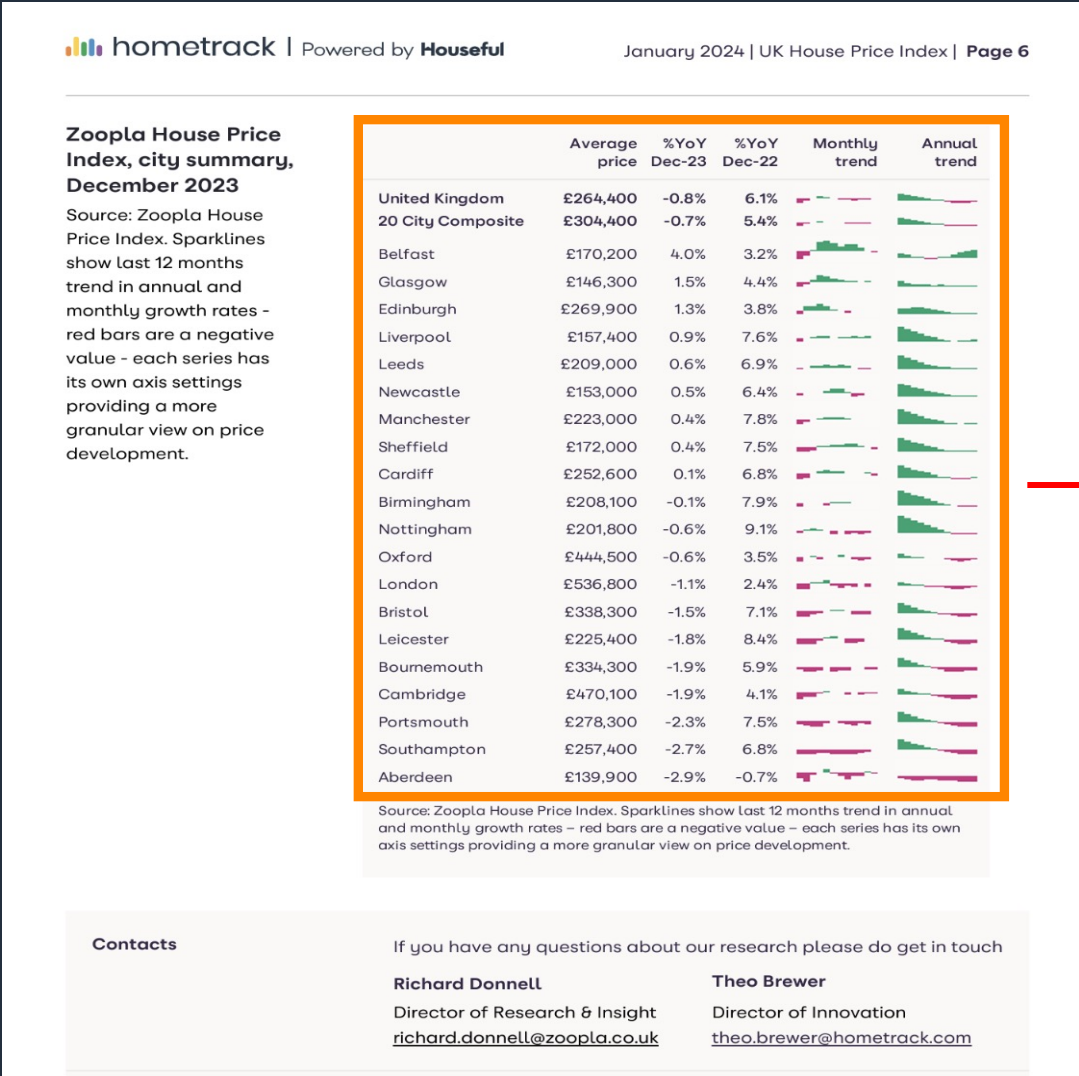 hometrack | Powered by Houseful
January 2024 | UK House Price Index | Page 6
Zoopla House Price
Index, city summary,
December 2023
Source: Zoopla House
Price Index. Sparklines
show last 12 months
trend in annual and
monthly growth rates -
red bars are a negative
value - each series has
its own axis settings
providing a more
granular view on price
development.
Average %YoY %YoY Monthly Annual
price Dec-23 Dec-22 trend trend
United Kingdom £264,400 -0.8% 6.1%
20 City Composite £304,400 -0.7% 5.4%
Belfast £170,200 4.0% 3.2%
Glasgow £146,300 1.5% 4.4%
Edinburgh £269,900 1.3% 3.8%
Liverpool £157,400 0.9% 7.6%
Leeds £209,000 0.6% 6.9%
Newcastle £153,000 0.5% 6.4%
Manchester £223,000 0.4% 7.8%
Sheffield £172,000 0.4% 7.5%
Cardiff £252,600 0.1% 6.8%
Birmingham £208,100 -0.1% 7.9%
Nottingham £201,800 -0.6% 9.1%
Oxford £444,500 -0.6% 3.5%
London £536,800 -1.1% 2.4%
Bristol £338,300 -1.5% 7.1%
Leicester £225,400 -1.8% 8.4%
Bournemouth £334,300 -1.9% 5.9%
Cambridge £470,100 -1.9% 4.1%
Portsmouth £278,300 -2.3% 7.5%
Southampton £257,400 -2.7% 6.8%
Aberdeen £139,900 -2.9% -0.7%
Source: Zoopla House Price Index. Sparklines show last 12 months trend in annual
and monthly growth rates – red bars are a negative value – each series has its own
axis settings providing a more granular view on price development.
Contacts
If you have any questions about our research please do get in touch
Richard Donnell
Director of Research & Insight
richard.donnell@zoopla.co.uk
Theo Brewer
Director of Innovation
theo.brewer@hometrack.com